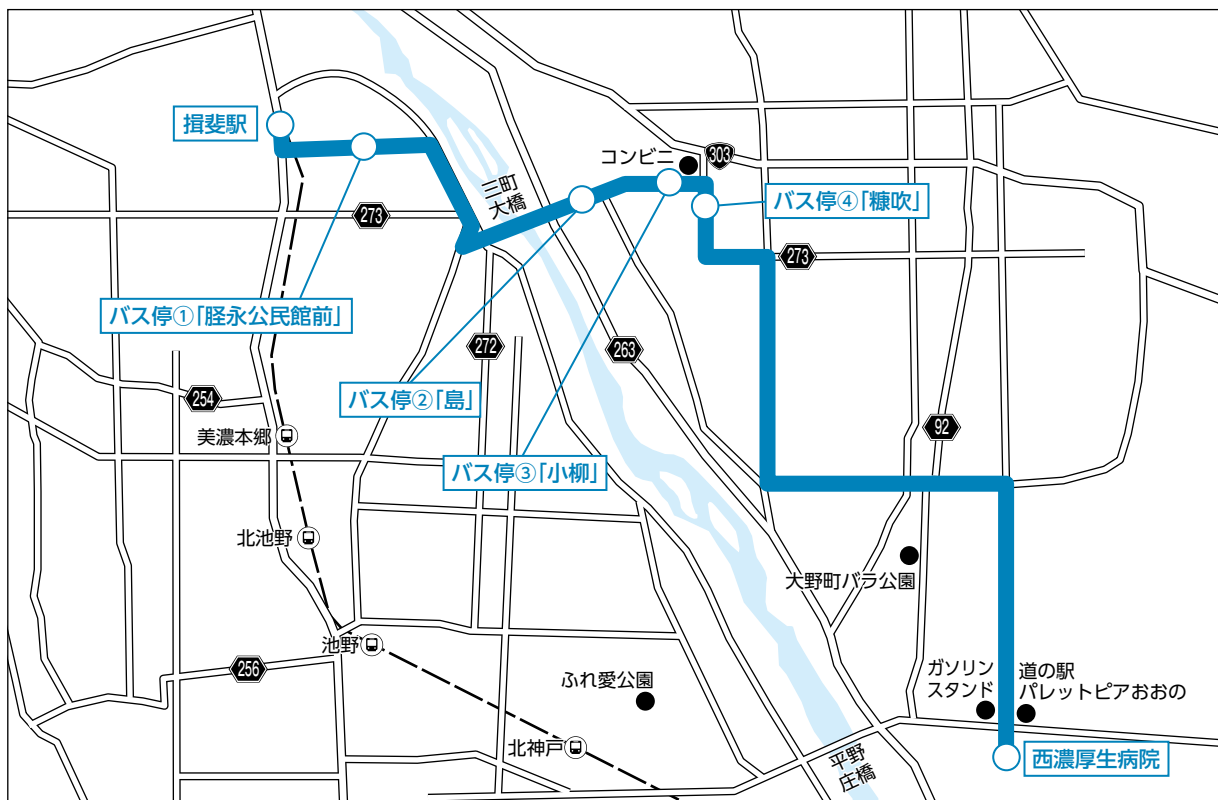 揖斐駅
コンビニ
303
三町
大橋
バス停④「糠吹」
273
273
バス停①「脛永公民館前」
272
263
バス停②「島」
254
92
美濃本郷
バス停③「小柳」
北池野
大野町バラ公園
池野
256
ふれ愛公園
ガソリン
スタンド
道の駅
パレットピアおおの
北神戸
平野
庄橋
西濃厚生病院